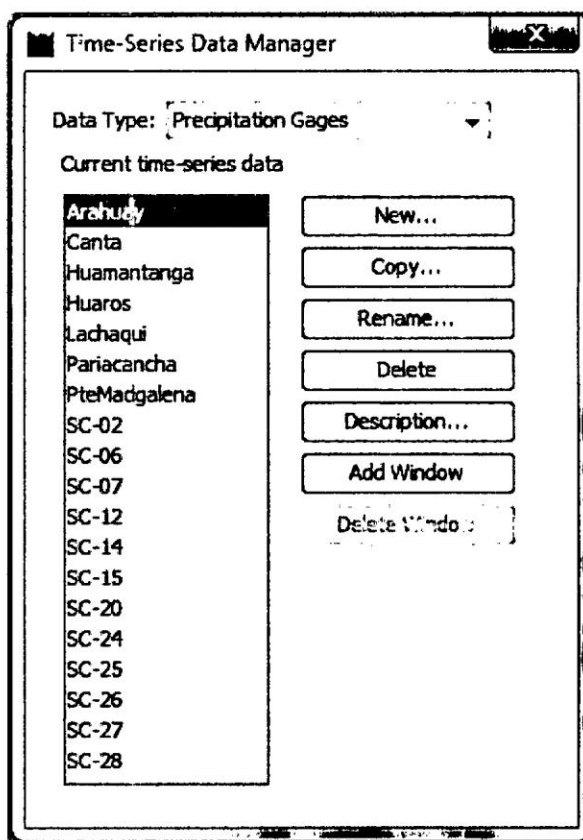 Time-Series Data Manager
X
Data Type: Precipitation Gages
Current time-series data
Arahuay
Canta
Huamantanga
Huaros
Lachaqui
Pariacancha
PteMadgalena
SC-02
SC-06
SC-07
SC-12
SC-14
SC-15
SC-20
SC-24
SC-25
SC-26
SC-27
SC-28
New...
Copy...
Rename...
Delete
Description...
Add Window
Delete Window